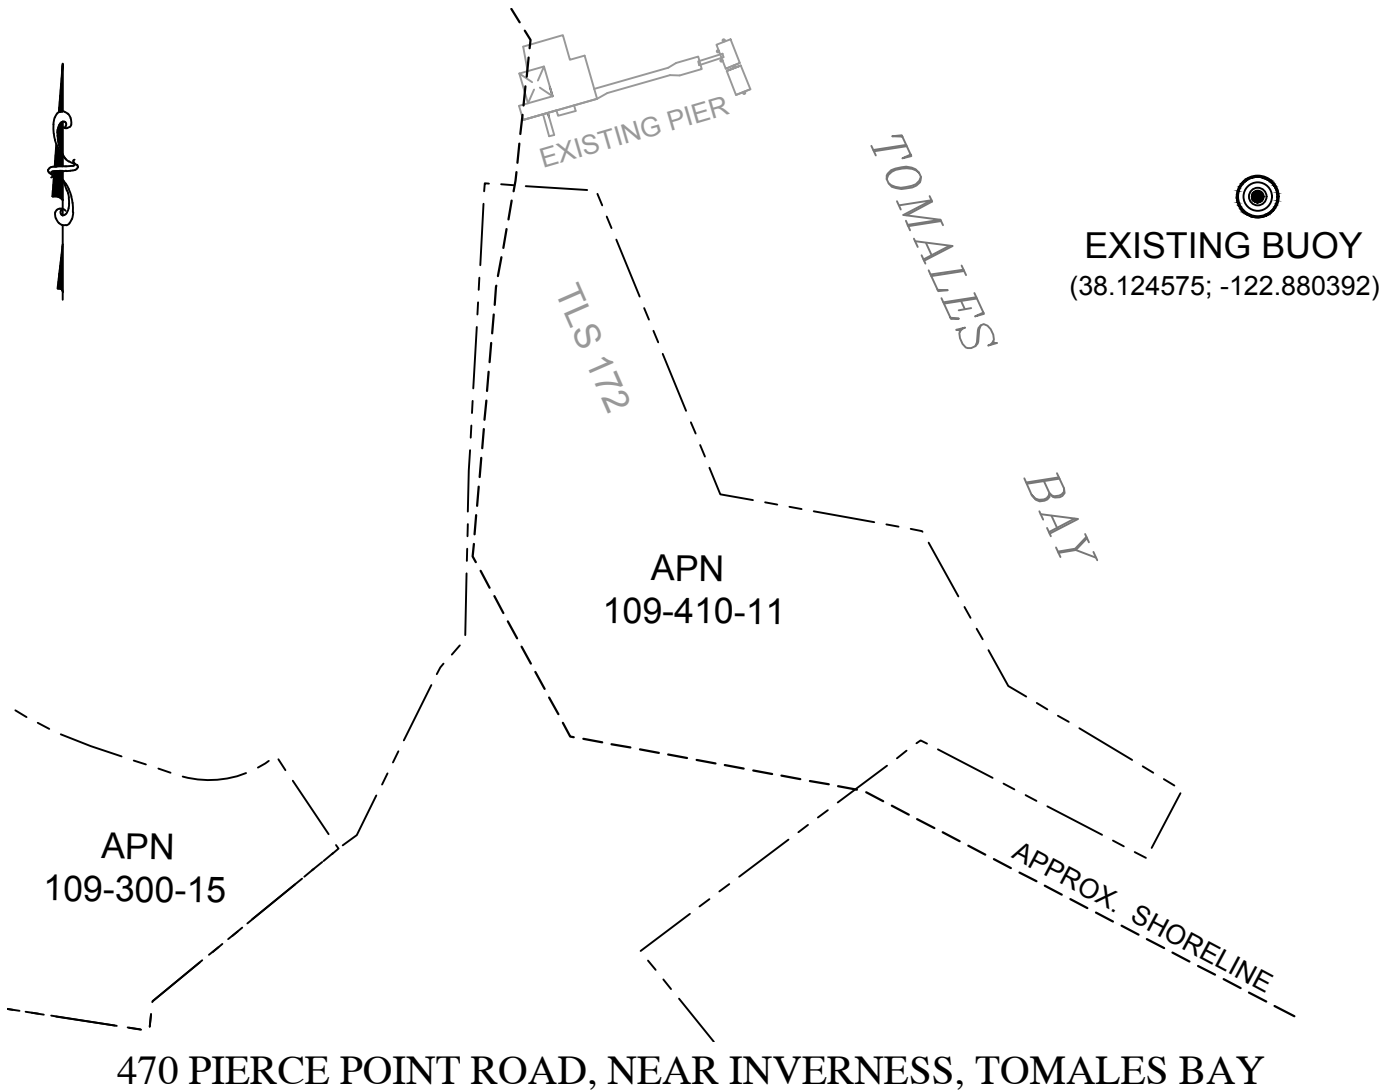 EXISTING PIER
TOMALES
EXISTING BUOY
(38.124575; -122.880392)
TLS 172
BAY
APN
109-410-11
APN
109-300-15
APPROX. SHORELINE
470 PIERCE POINT ROAD, NEAR INVERNESS, TOMALES BAY